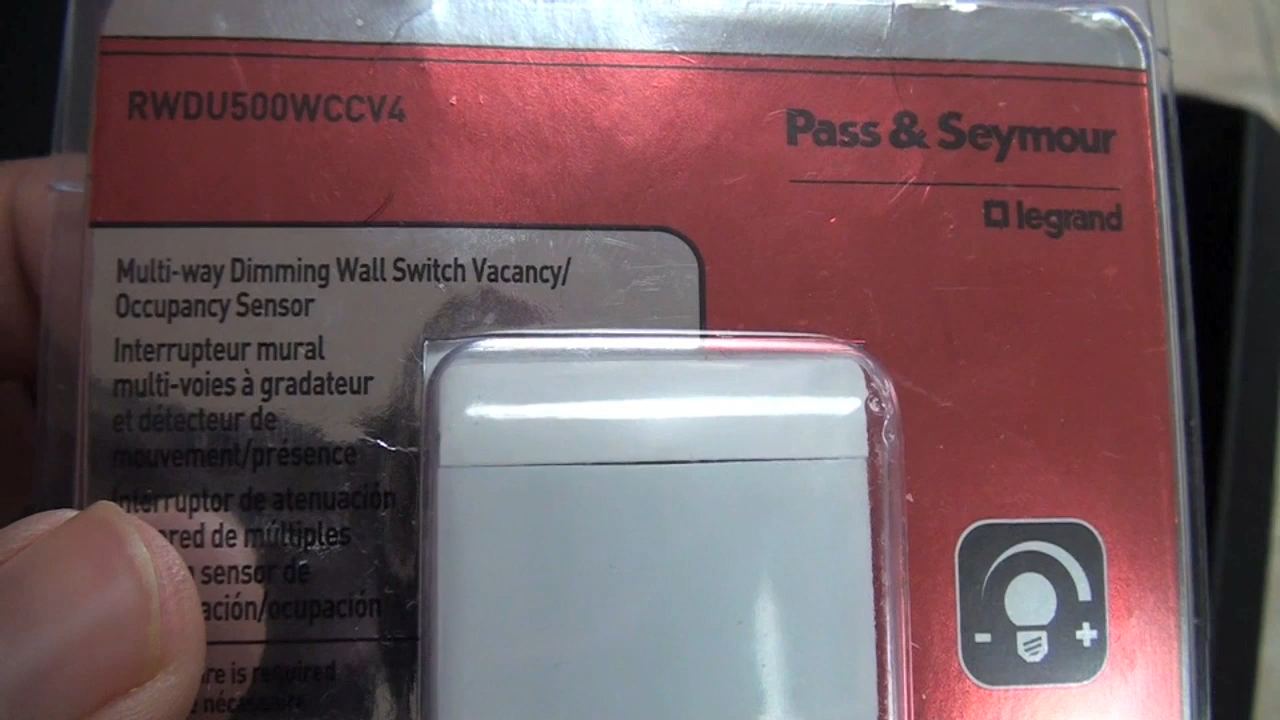 RWDU500WCCV4
Pass & Seymour
legrand
Multi-way Dimming Wall Switch Vacancy/
Occupancy Sensor
Interrupteur mural
multi-voies à gradateur
et détecteur de
mouvement/présence
Interruptor de atenuación
de múltiples
sensor de
ocupación
is required
nécessaire
- +